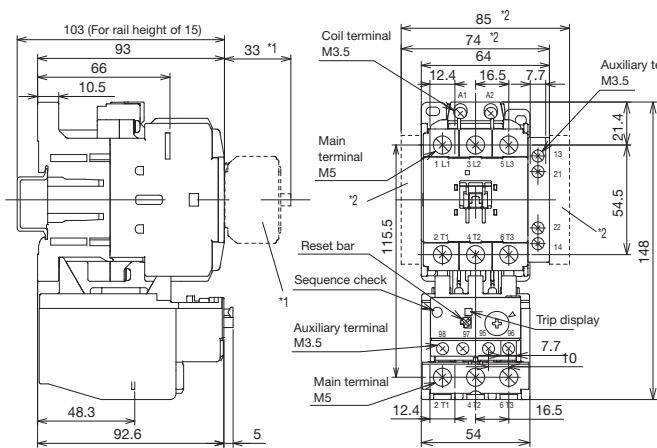 103 (For rail height of 15)
93
33 *1
66
10.5
*1
48.3
92.6
5
85 *2
74 *2
64
12.4
16.5
7.7
Coil terminal
M3.5
Auxiliary te
M3.5
A1
A2
21.4
Main
terminal
M5
1 L1
3 L2
5 L3
13
21
*2
54.5
115.5
148
22
*2
14
2 T1
4 T2
6 T3
Reset bar
Sequence check
Trip display
98
97
95
96
Auxiliary terminal
M3.5
7.7
10
Main terminal
M5
2 T1
4 T2
6 T3
12.4
16.5
54